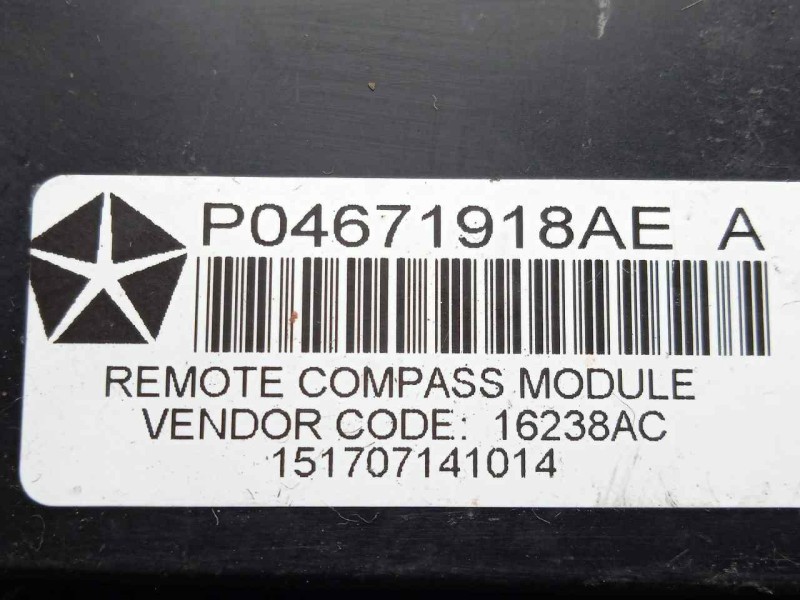 P04671918AE A
REMOTE COMPASS MODULE
VENDOR CODE: 16238AC
151707141014